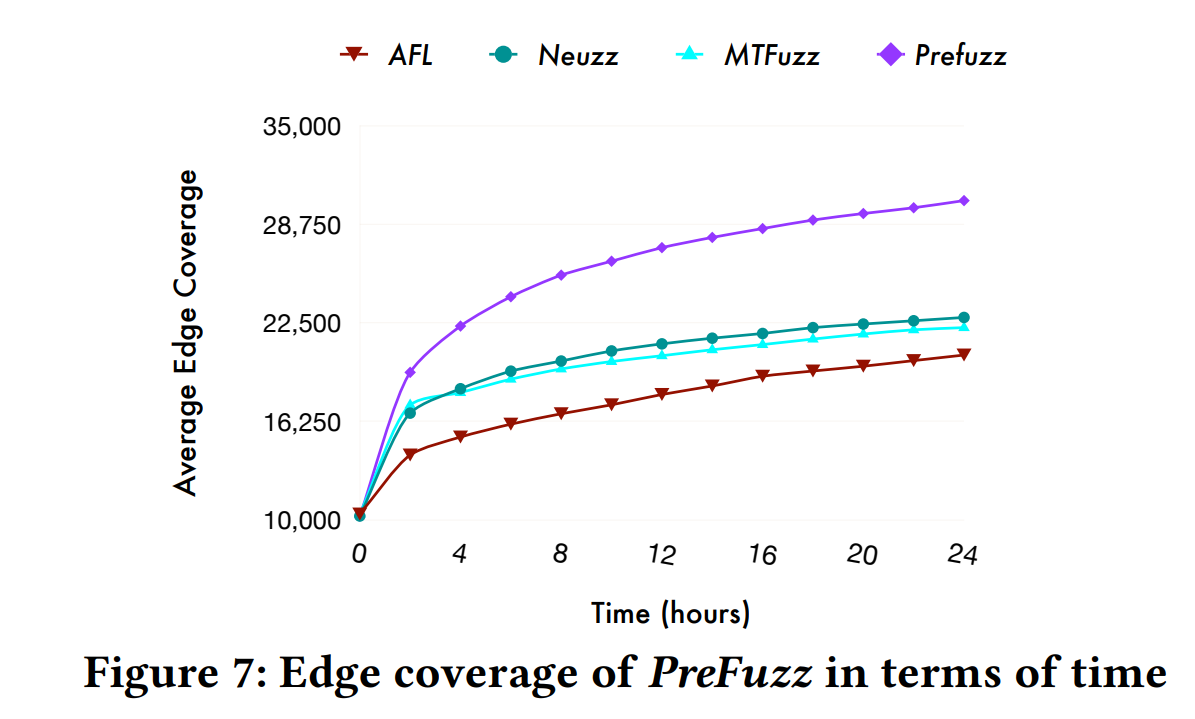 AFL Neuzz MTFuzz Prefuzz
35,000
28,750
22,500
16,250
10,000
Average Edge Coverage
0 4 8 12 16 20 24
Time (hours)
Figure 7: Edge coverage of PreFuzz in terms of time